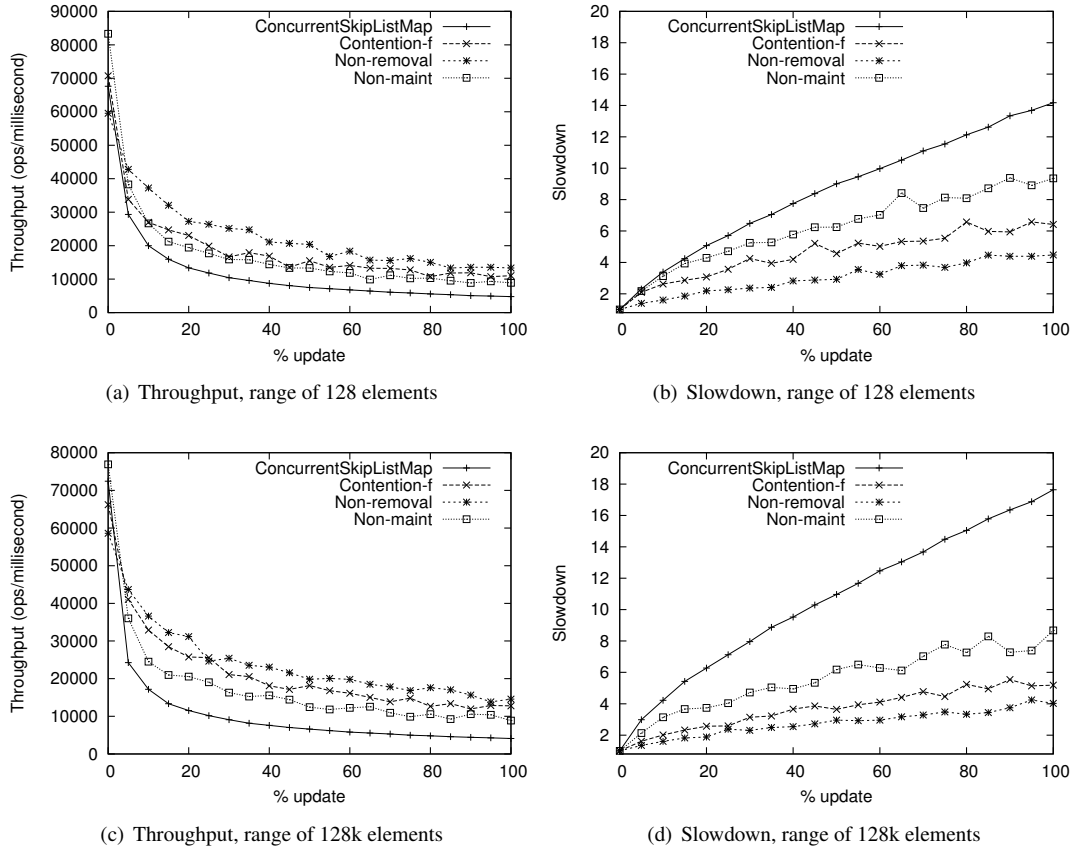 90000
80000
70000
60000
50000
40000
30000
20000
10000
0
0 20 40 60 80 100
Throughput (ops/millisecond)
% update
ConcurrentSkipListMap
Contention-f
Non-removal
Non-maint
(a) Throughput, range of 128 elements
20
18
16
14
12
10
8
6
4
2
0 20 40 60 80 100
Slowdown
% update
ConcurrentSkipListMap
Contention-f
Non-removal
Non-maint
(b) Slowdown, range of 128 elements
80000
70000
60000
50000
40000
30000
20000
10000
0
0 20 40 60 80 100
Throughput (ops/millisecond)
% update
ConcurrentSkipListMap
Contention-f
Non-removal
Non-maint
(c) Throughput, range of 128k elements
20
18
16
14
12
10
8
6
4
2
0 20 40 60 80 100
Slowdown
% update
ConcurrentSkipListMap
Contention-f
Non-removal
Non-maint
(d) Slowdown, range of 128k elements